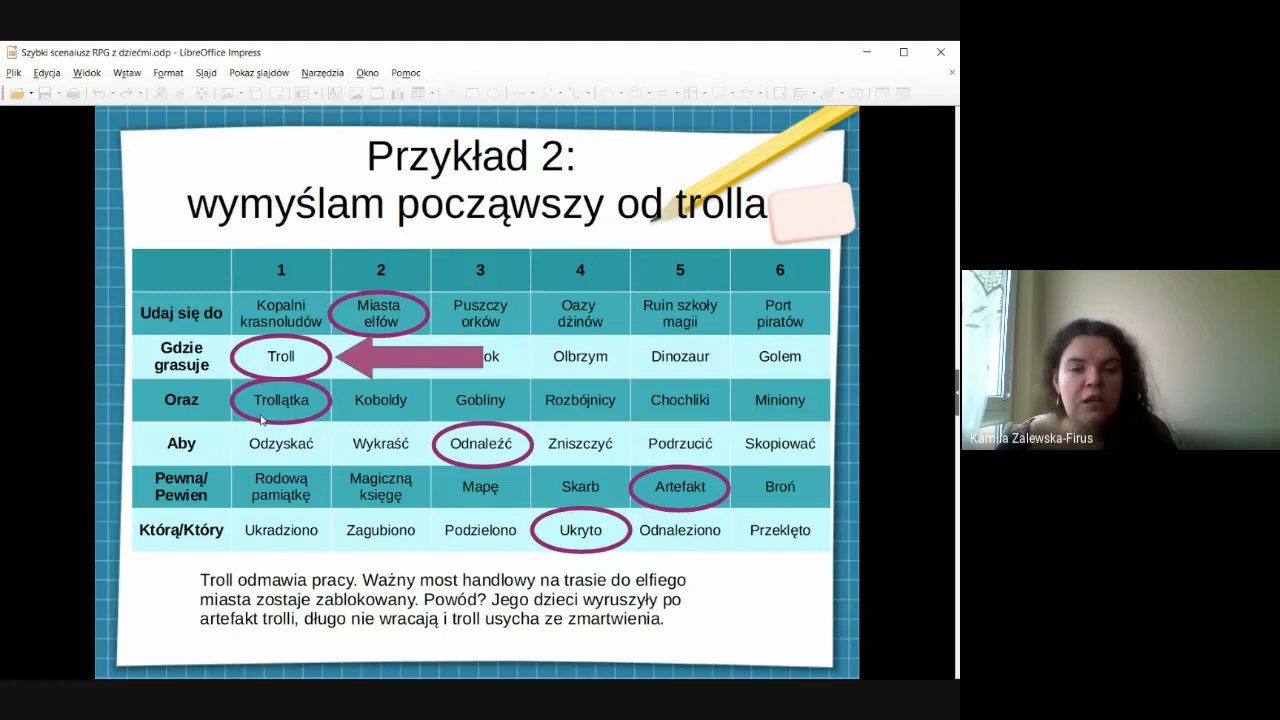 Szybki scenaiusz RPG z dziećmi.odp - LibreOffice Impress
Plik Edycja Widok Wstaw Format Slajd Pokaz slajdów Narzędzia Okno Pomoc
Przykład 2:
wymyślam począwszy od trolla
1 2 3 4 5 6
Udaj się do Kopalni krasnoludów Miasta elfów Puszczy orków Oazy dżinów Ruin szkoły magii Port piratów
Gdzie grasuje Troll ok Olbrzym Dinozaur Golem
Oraz Trollątka Koboldy Gobliny Rozbójnicy Chochliki Miniony
Aby Odzyskać Wykraść Odnaleźć Zniszczyć Podrzucić Skopiować
Pewną/ Pewien Rodową pamiątkę Magiczną księgę Mapę Skarb Artefakt Broń
Którą/Który Ukradziono Zagubiono Podzielono Ukryto Odnaleziono Przeklęto
Troll odmawia pracy. Ważny most handlowy na trasie do elfiego
miasta zostaje zablokowany. Powód? Jego dzieci wyruszyły po
artefakt trolli, długo nie wracają i troll usycha ze zmartwienia.
Kamila Zalewska-Firus